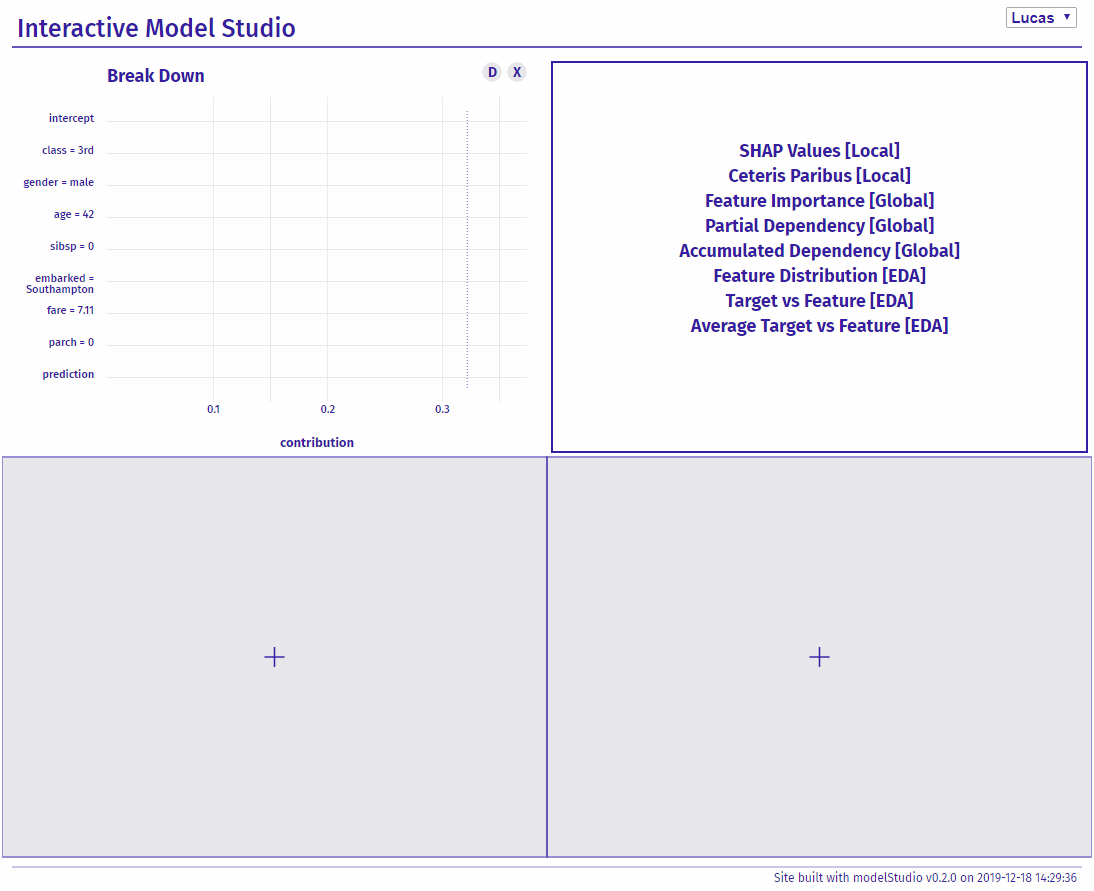 Interactive Model Studio
Lucas
Break Down
D X
intercept
class = 3rd
gender = male
age = 42
sibsp = 0
embarked =
Southampton
fare = 7.11
parch = 0
prediction
0.1 0.2 0.3
contribution
SHAP Values [Local]
Ceteris Paribus [Local]
Feature Importance [Global]
Partial Dependency [Global]
Accumulated Dependency [Global]
Feature Distribution [EDA]
Target vs Feature [EDA]
Average Target vs Feature [EDA]
Site built with modelStudio v0.2.0 on 2019-12-18 14:29:36